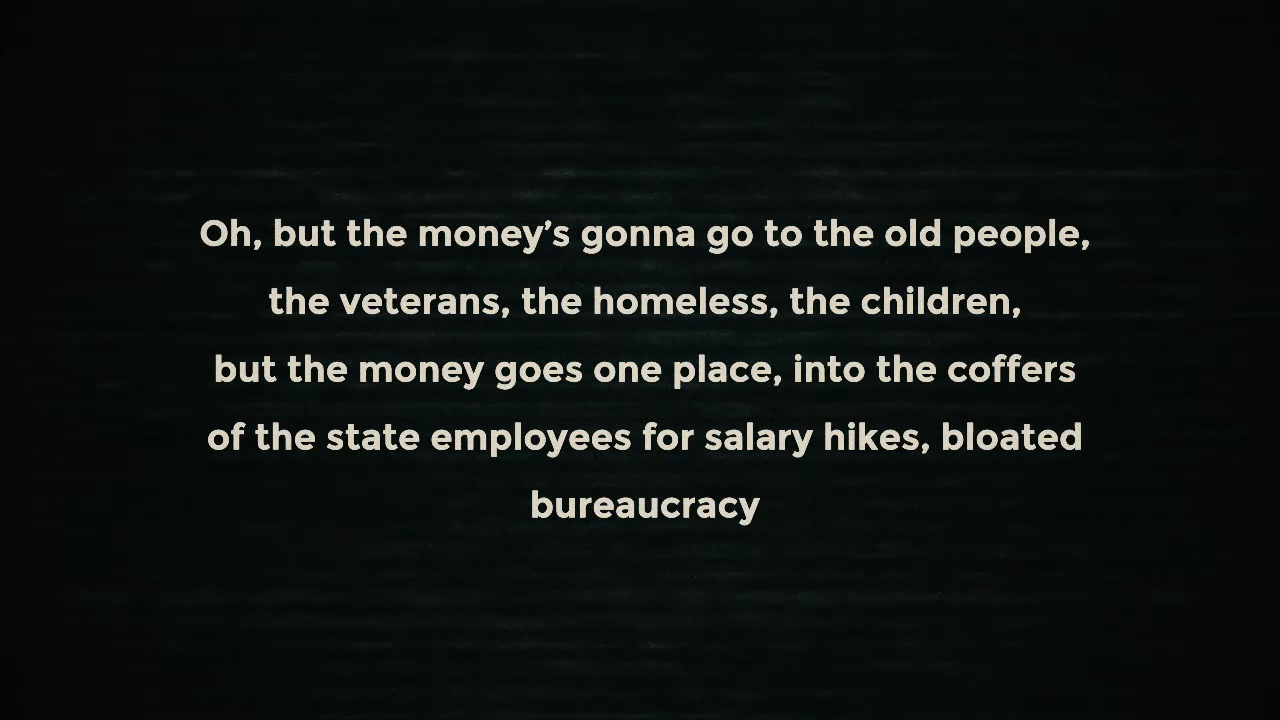 Oh, but the money’s gonna go to the old people,
the veterans, the homeless, the children,
but the money goes one place, into the coffers
of the state employees for salary hikes, bloated
bureaucracy